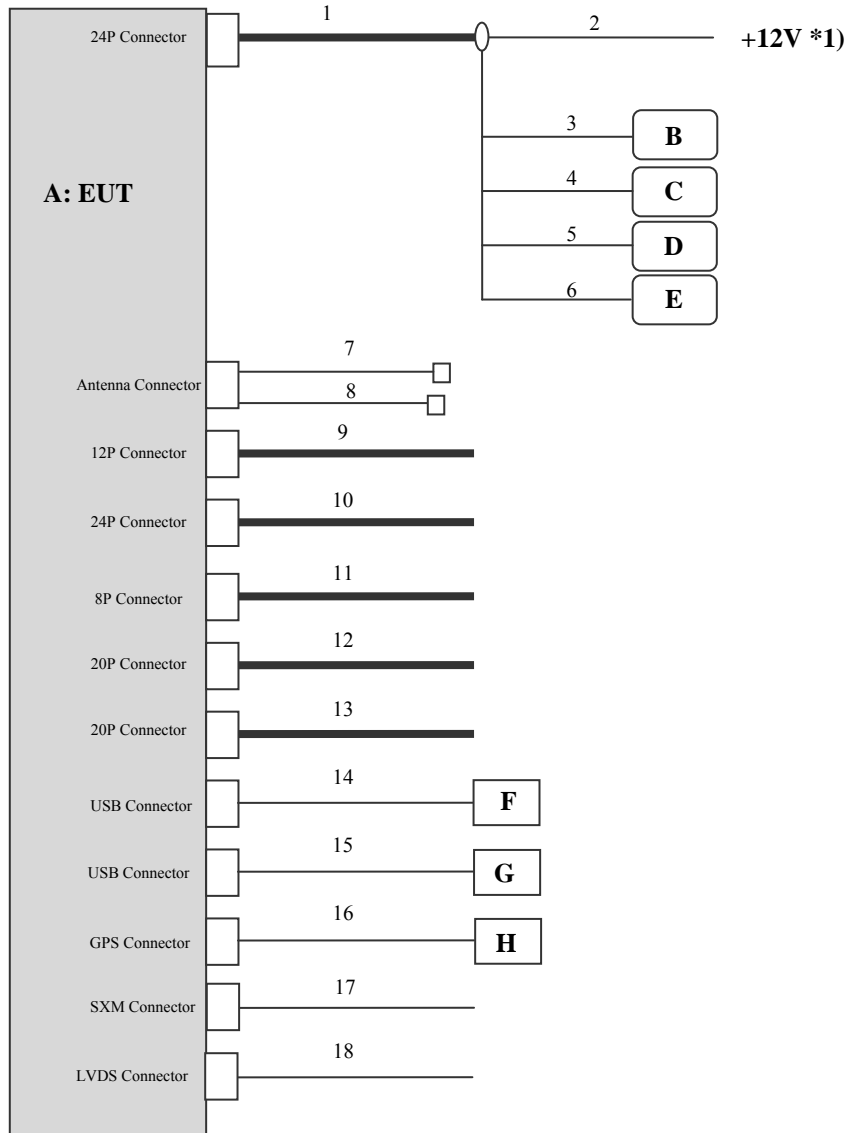 1
24P Connector
2
+12V *1)
3
B
A: EUT
4
C
5
D
6
E
7
Antenna Connector
8
9
12P Connector
10
24P Connector
11
8P Connector
12
20P Connector
13
20P Connector
14
USB Connector
F
15
USB Connector
G
16
GPS Connector
H
17
SXM Connector
18
LVDS Connector